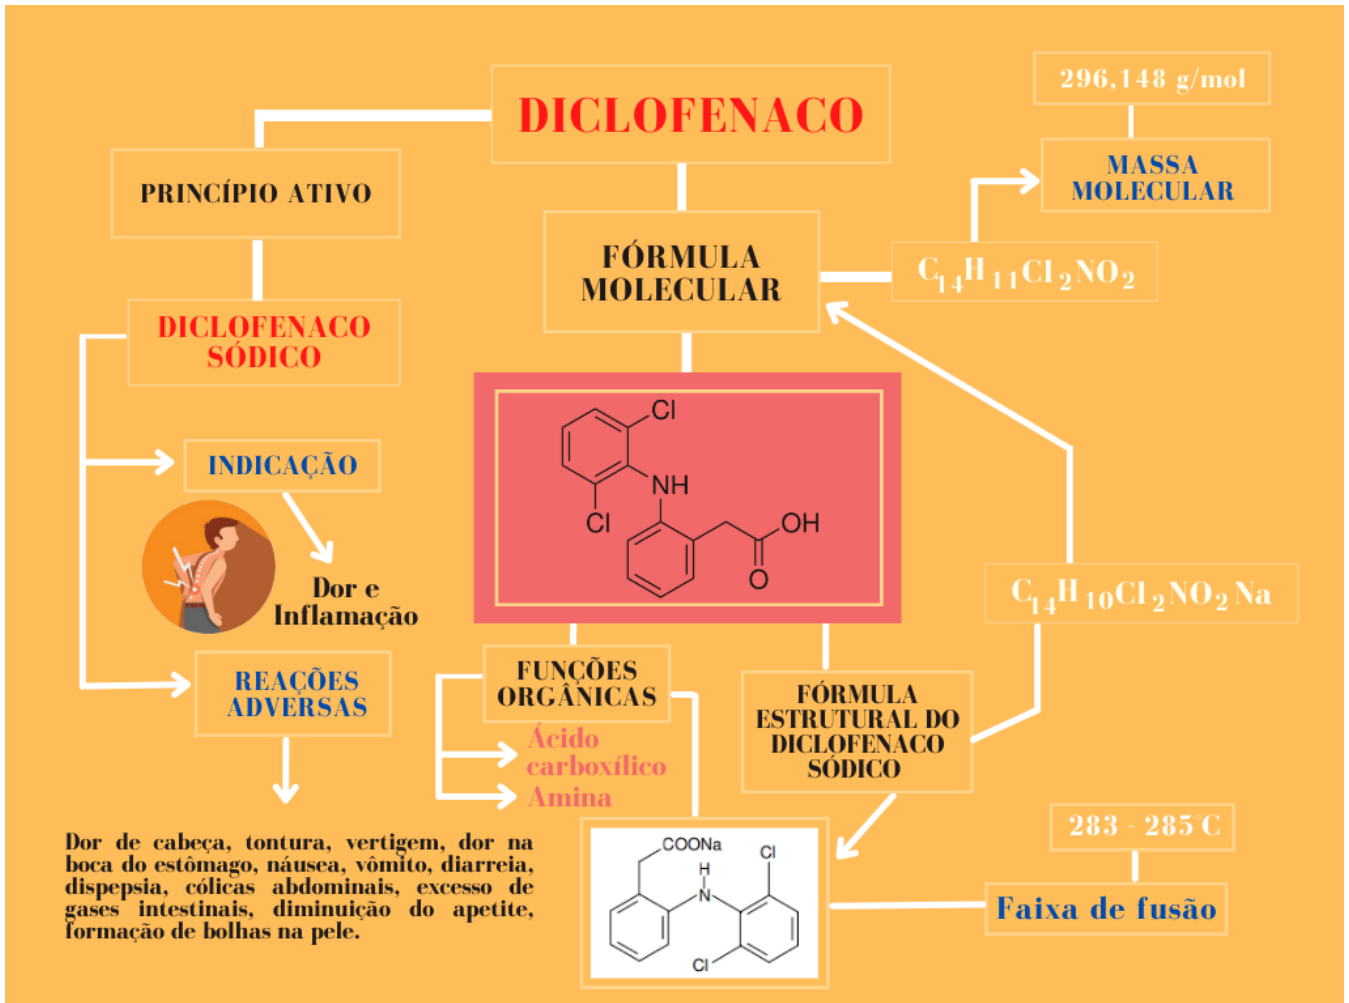 DICLOFENACO
296,148 g/mol
MASSA
MOLECULAR
PRINCÍPIO ATIVO
FÓRMULA
MOLECULAR
C14H11Cl2NO2
DICLOFENACO
SÓDICO
Cl
NH
Cl
OH
O
INDICAÇÃO
Dor e
Inflamação
C14H10Cl2NO2Na
REAÇÕES
ADVERSAS
FUNÇÕES
ORGÂNICAS
Ácido
carboxílico
Amina
FÓRMULA
ESTRUTURAL DO
DICLOFENACO
SÓDICO
Dor de cabeça, tontura, vertigem, dor na
boca do estômago, náusea, vômito, diarreia,
dispepsia, cólicas abdominais, excesso de
gases intestinais, diminuição do apetite,
formação de bolhas na pele.
COONa
H
N
Cl
Cl
283 - 285°C
Faixa de fusão